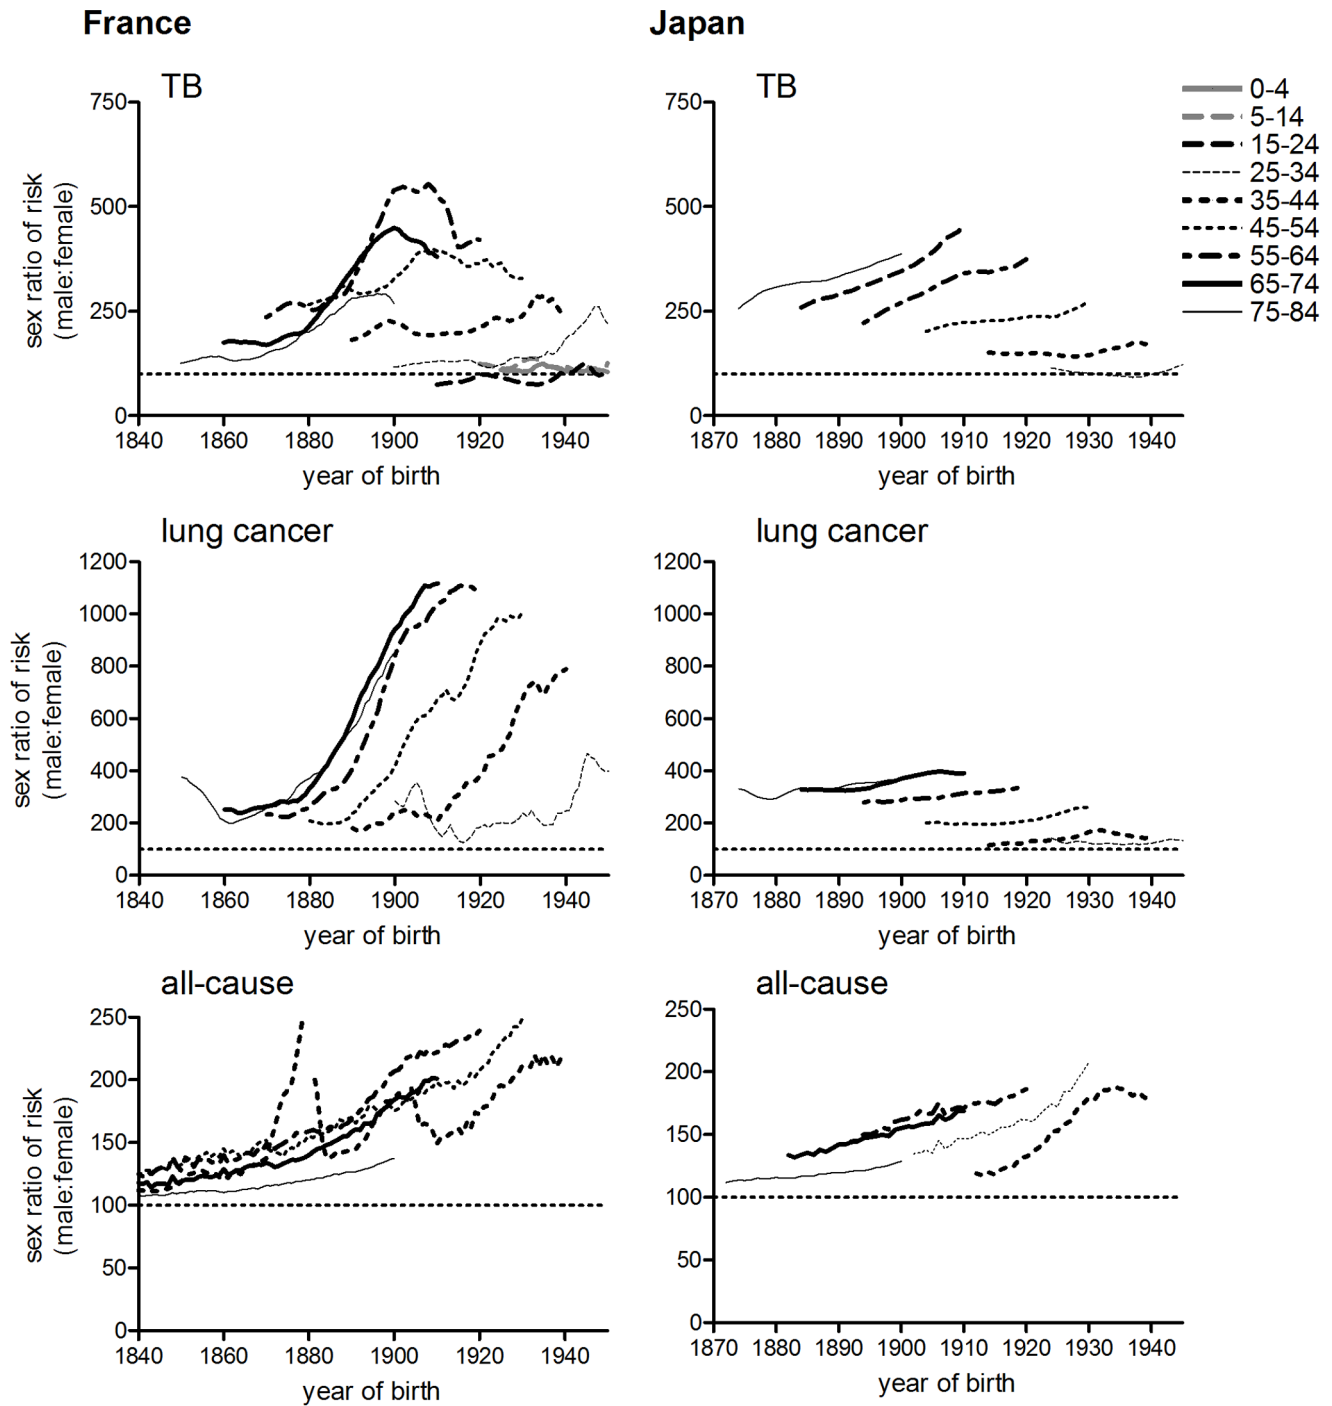 France
Japan
TB
TB
750
500
250
0
sex ratio of risk
(male:female)
1840 1860 1880 1900 1920 1940
year of birth
750
500
250
0
1870 1880 1890 1900 1910 1920 1930 1940
year of birth
0-4
5-14
15-24
25-34
35-44
45-54
55-64
65-74
75-84
lung cancer
lung cancer
1200
1000
800
600
400
200
0
sex ratio of risk
(male:female)
1840 1860 1880 1900 1920 1940
year of birth
1200
1000
800
600
400
200
0
1870 1880 1890 1900 1910 1920 1930 1940
year of birth
all-cause
all-cause
250
200
150
100
50
0
sex ratio of risk
(male:female)
1840 1860 1880 1900 1920 1940
year of birth
250
200
150
100
50
0
1870 1880 1890 1900 1910 1920 1930 1940
year of birth